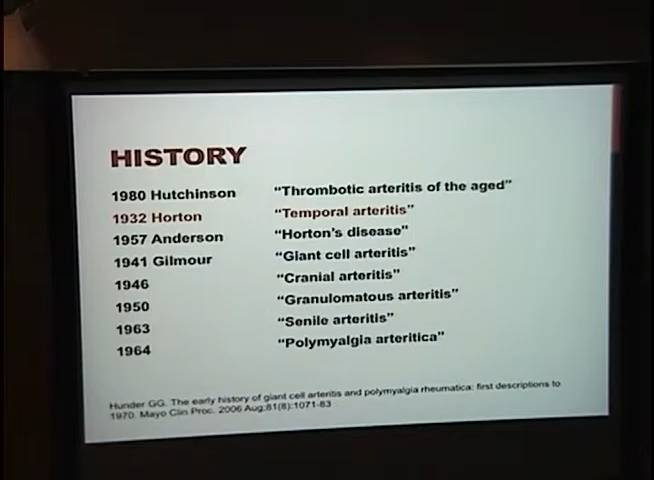 HISTORY
1980 Hutchinson "Thrombotic arteritis of the aged"
1932 Horton "Temporal arteritis"
1957 Anderson "Horton's disease"
1941 Gilmour "Giant cell arteritis"
1946 "Cranial arteritis"
1950 "Granulomatous arteritis"
1963 "Senile arteritis"
1964 "Polymyalgia arteritica"
Hunder GG. The early history of giant cell arteritis and polymyalgia rheumatica: first descriptions to
1970. Mayo Clin Proc. 2006 Aug;81(8):1071-83